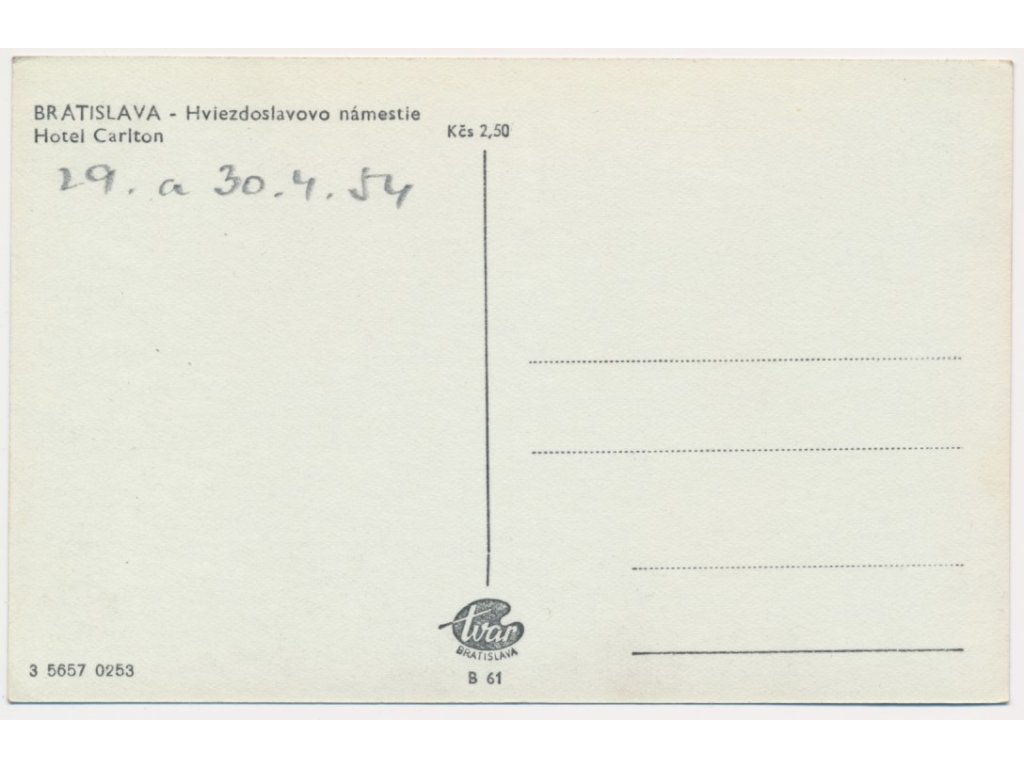 BRATISLAVA - Hviezdoslavovo námestie
Hotel Carlton
Kčs 2,50
29. a 30. 4. 54
tvar
BRATISLAVA
B 61
3 5657 0253